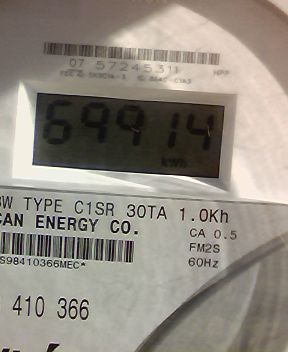 07 57245311
69914
kWh
W TYPE C1SR 30TA 1.0Kh
CAN ENERGY CO.
CA 0.5
FM2S
60Hz
S98410366MEC*
410 366